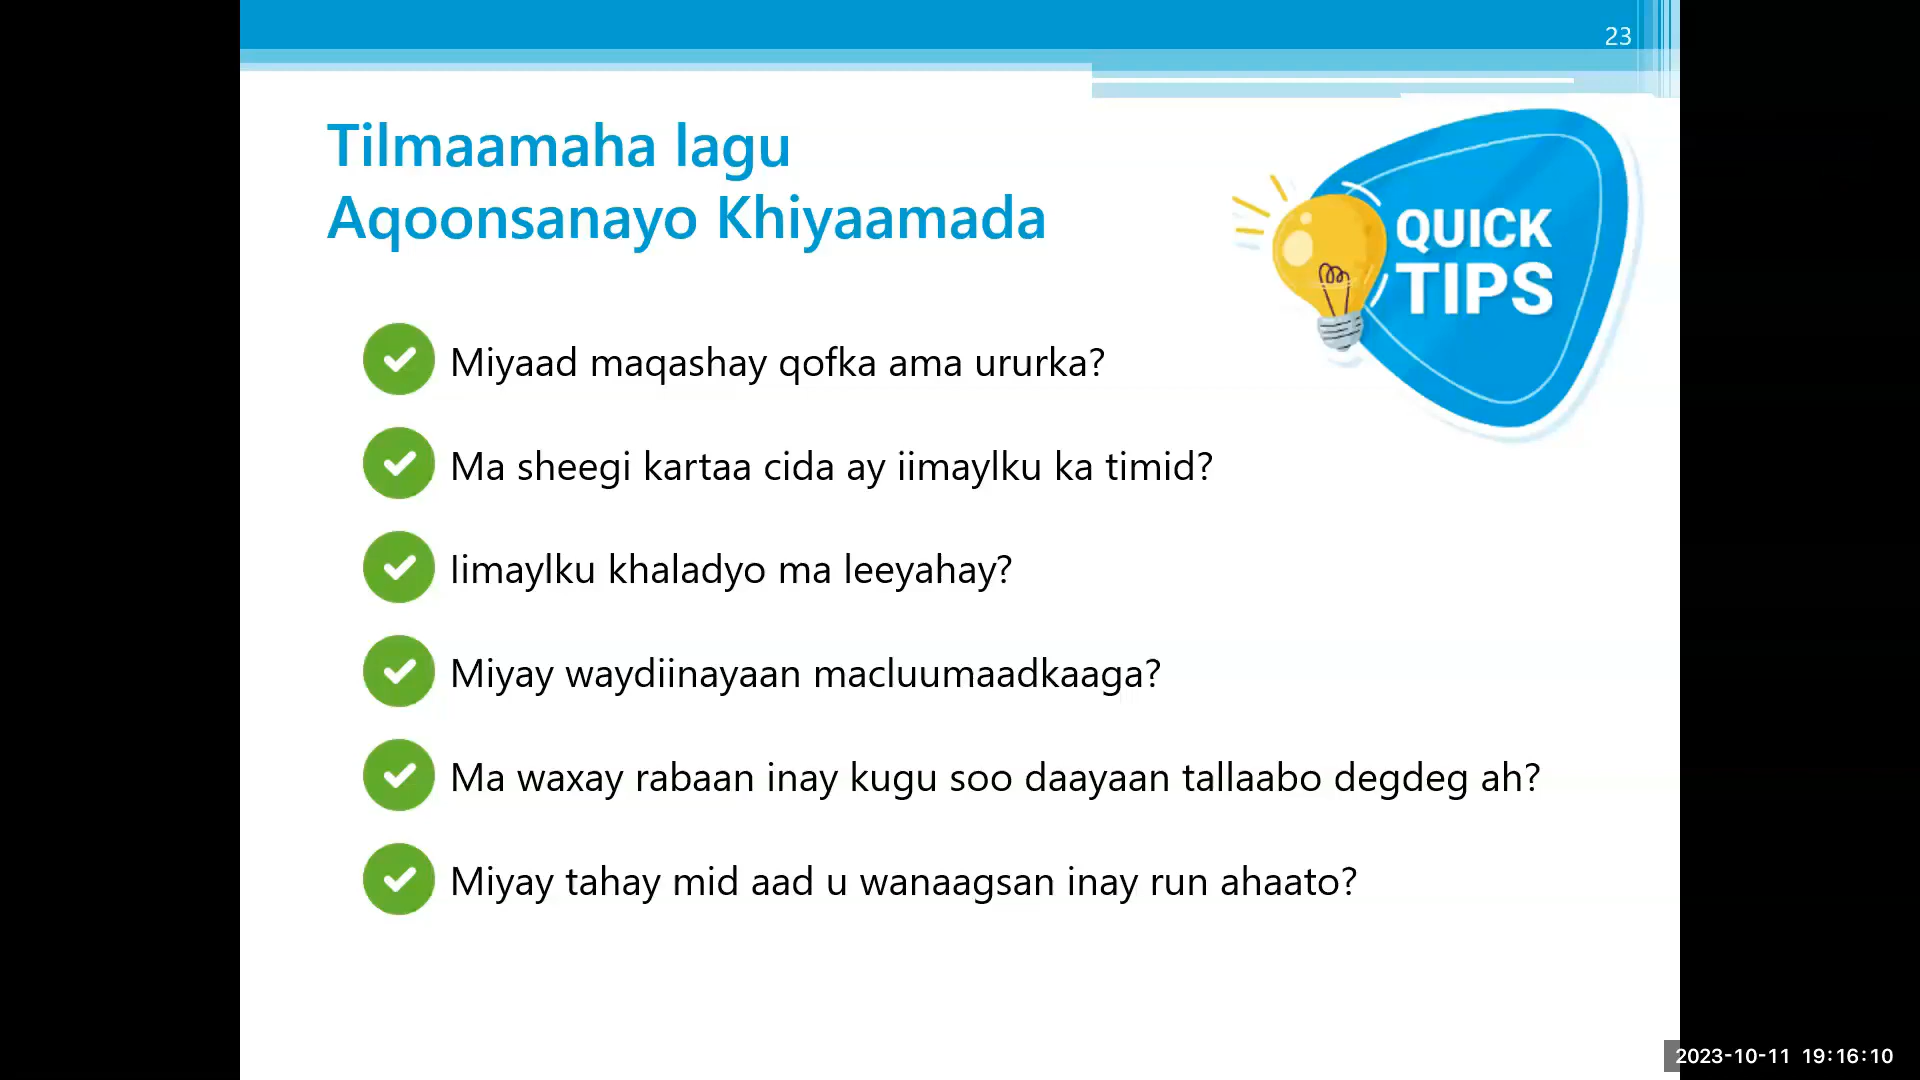 23
Tilmaamaha lagu
Aqoonsanayo Khiyaamada
QUICK
TIPS
Miyaad maqashay qofka ama ururka?
Ma sheegi kartaa cida ay iimaylku ka timid?
Iimaylku khaladyo ma leeyahay?
Miyay waydiinayaan macluumaadkaaga?
Ma waxay rabaan inay kugu soo daayaan tallaabo degdeg ah?
Miyay tahay mid aad u wanaagsan inay run ahaato?
2023-10-11 19:16:10